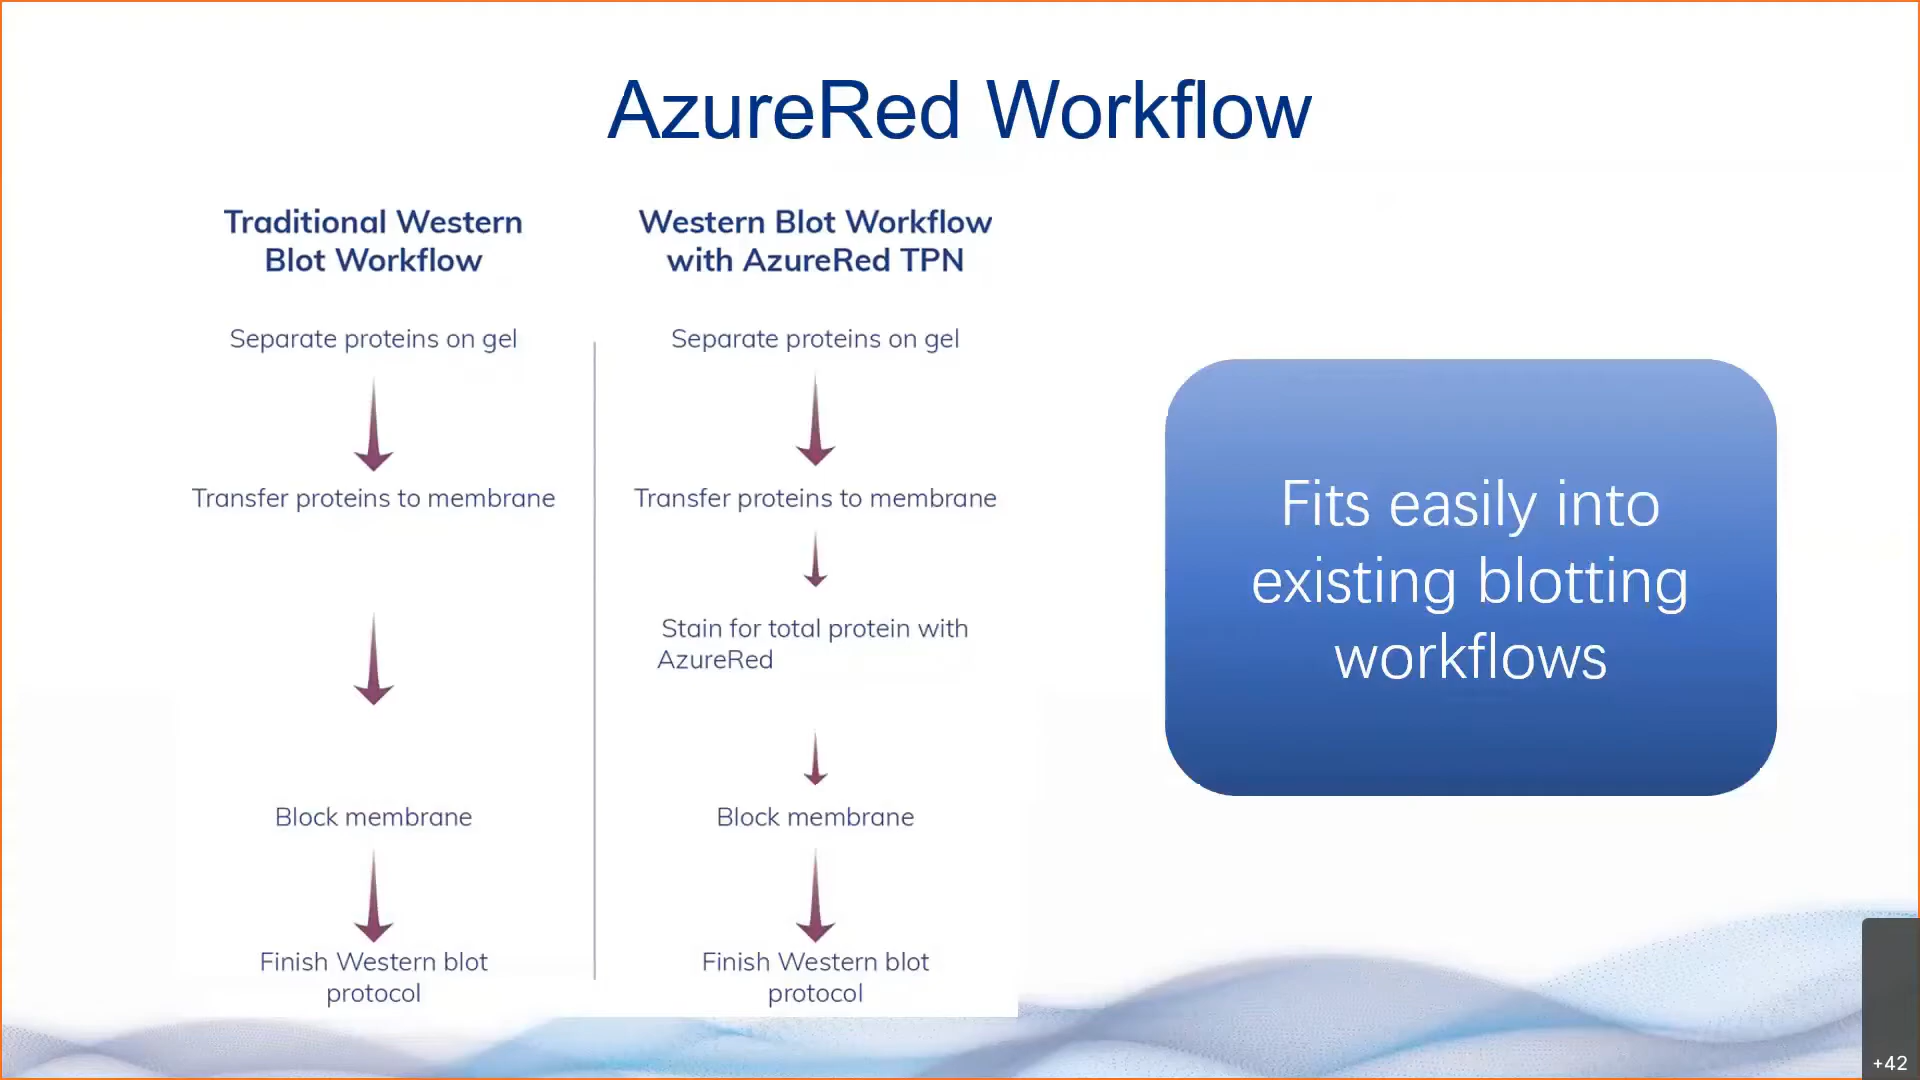 AzureRed Workflow
Traditional Western
Blot Workflow
Separate proteins on gel
Transfer proteins to membrane
Block membrane
Finish Western blot
protocol
Western Blot Workflow
with AzureRed TPN
Separate proteins on gel
Transfer proteins to membrane
Stain for total protein with
AzureRed
Block membrane
Finish Western blot
protocol
Fits easily into
existing blotting
workflows
+42